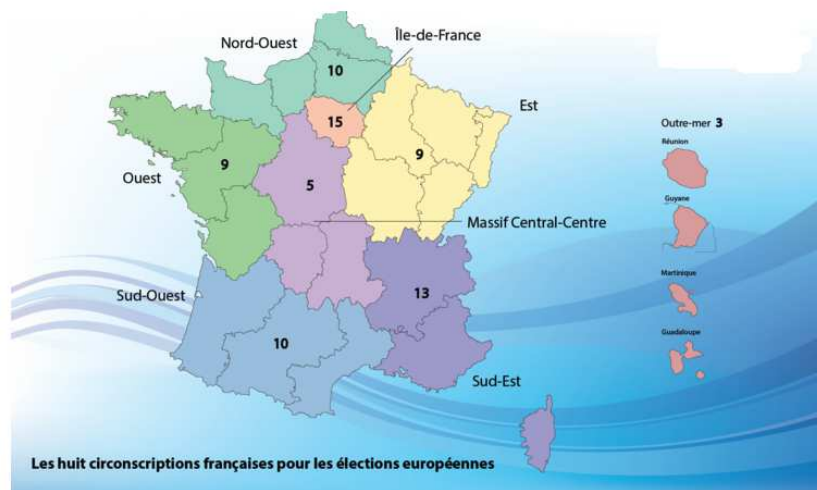 Nord-Ouest
Île-de-France
10
Est
15
Outre-mer 3
Réunion
9
9
Ouest
5
Guyane
Massif Central-Centre
Martinique
Sud-Ouest
13
Guadaloupe
10
Sud-Est
Les huit circonscriptions françaises pour les élections européennes